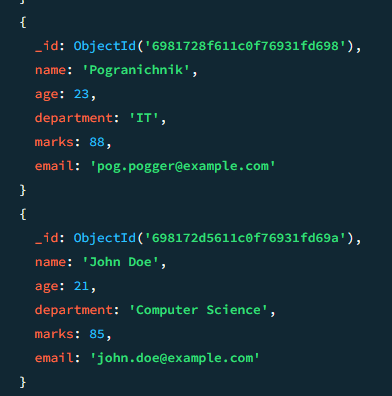 }
{
  _id: ObjectId('6981728f611c0f76931fd698'),
  name: 'Pogranichnik',
  age: 23,
  department: 'IT',
  marks: 88,
  email: 'pog.pogger@example.com'
}
{
  _id: ObjectId('698172d5611c0f76931fd69a'),
  name: 'John Doe',
  age: 21,
  department: 'Computer Science',
  marks: 85,
  email: 'john.doe@example.com'
}